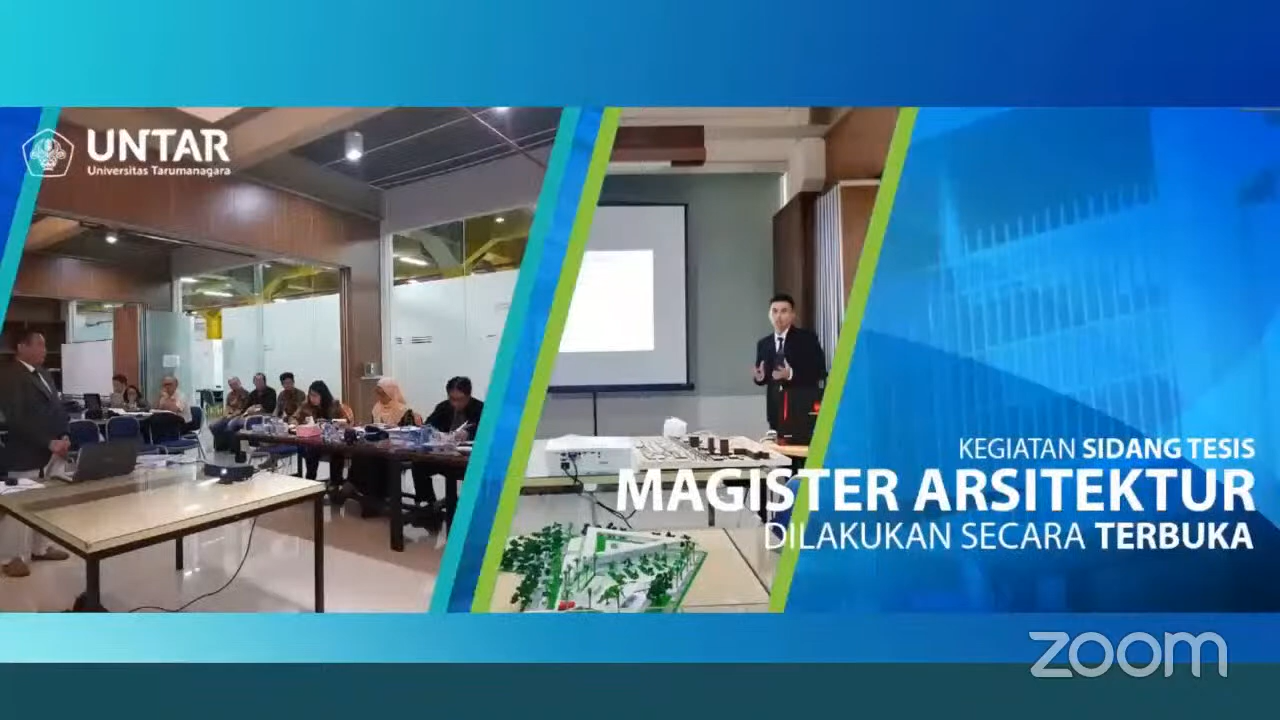 UNTAR
Universitas Tarumanagara
KEGIATAN SIDANG TESIS
MAGISTER ARSITEKTUR
DILAKUKAN SECARA TERBUKA
zoom